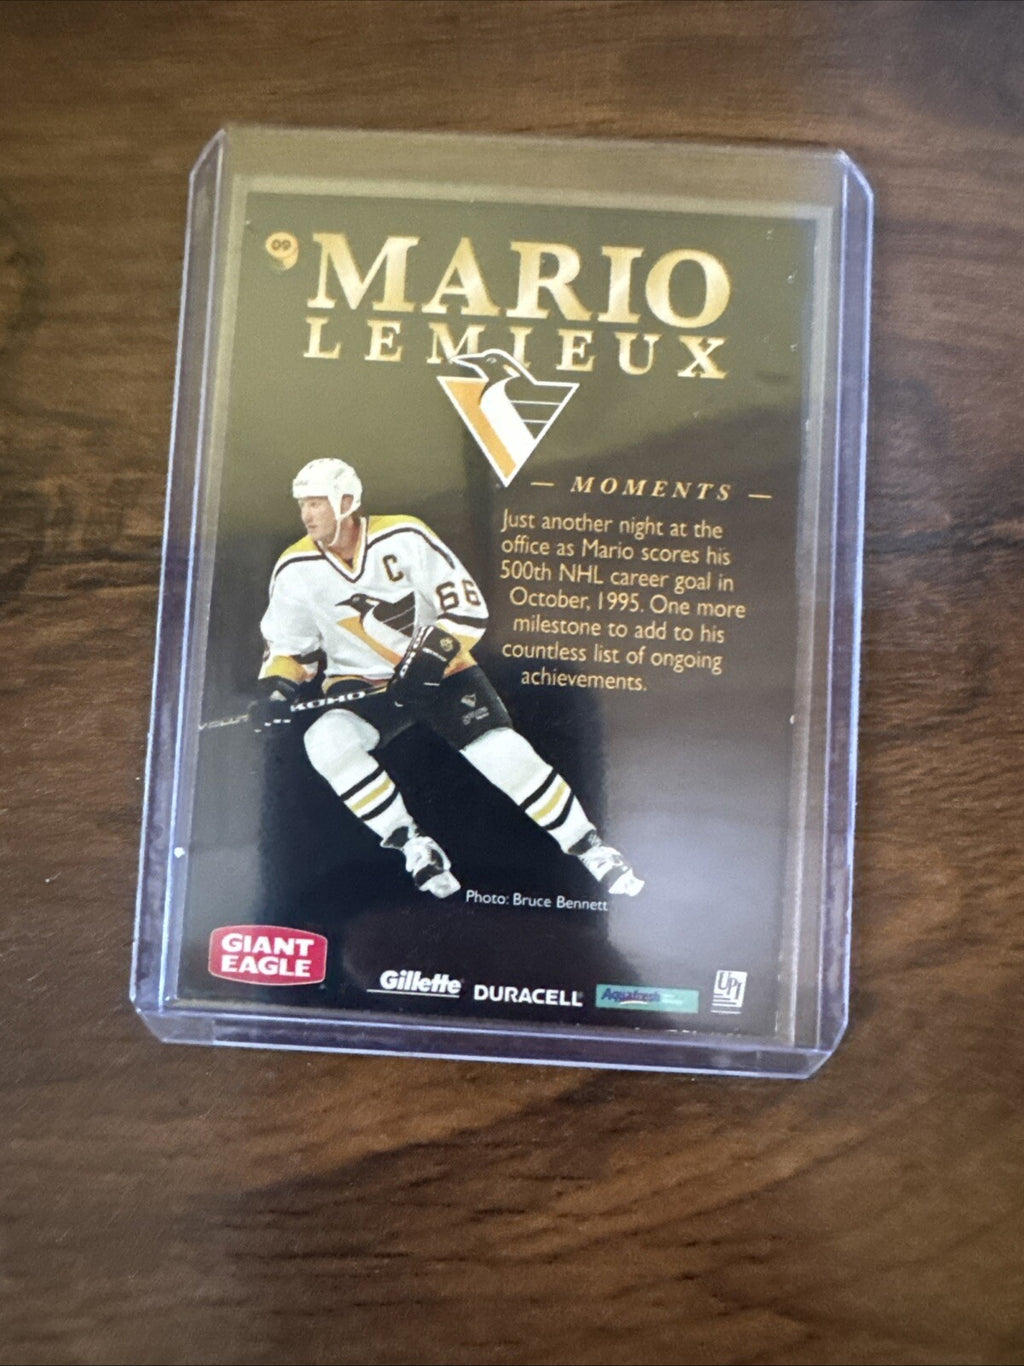 09
MARIO
LEMIEUX
— MOMENTS —
Just another night at the
office as Mario scores his
500th NHL career goal in
October, 1995. One more
milestone to add to his
countless list of ongoing
achievements.
C
66
KOHO
Photo: Bruce Bennett
GIANT
EAGLE
Gillette
DURACELL
Aquafresh
UPI